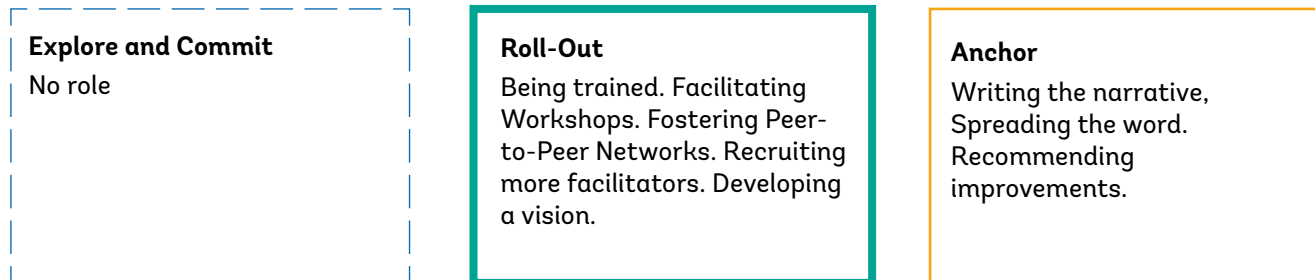 Explore and Commit
No role
Roll-Out
Being trained. Facilitating
Workshops. Fostering Peer-
to-Peer Networks. Recruiting
more facilitators. Developing
a vision.
Anchor
Writing the narrative,
Spreading the word.
Recommending
improvements.